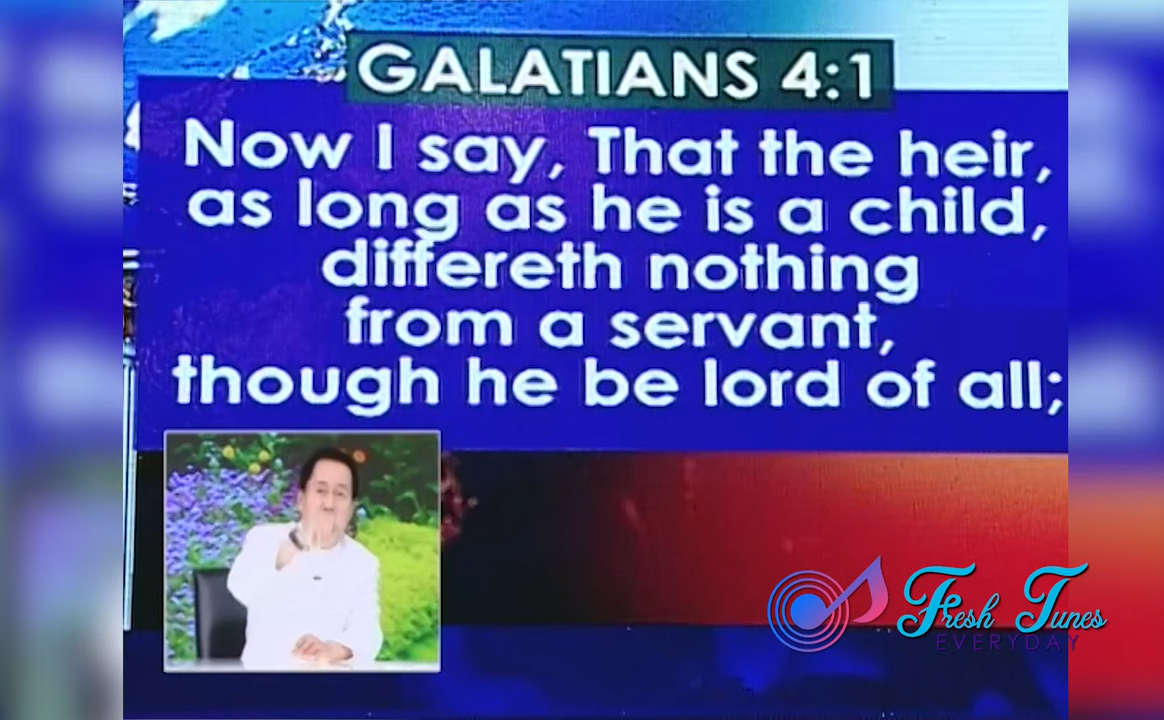 GALATIANS 4:1
Now I say, That the heir,
as long as he is a child,
differeth nothing
from a servant,
though he be lord of all;
Fresh Tunes
EVERYDAY